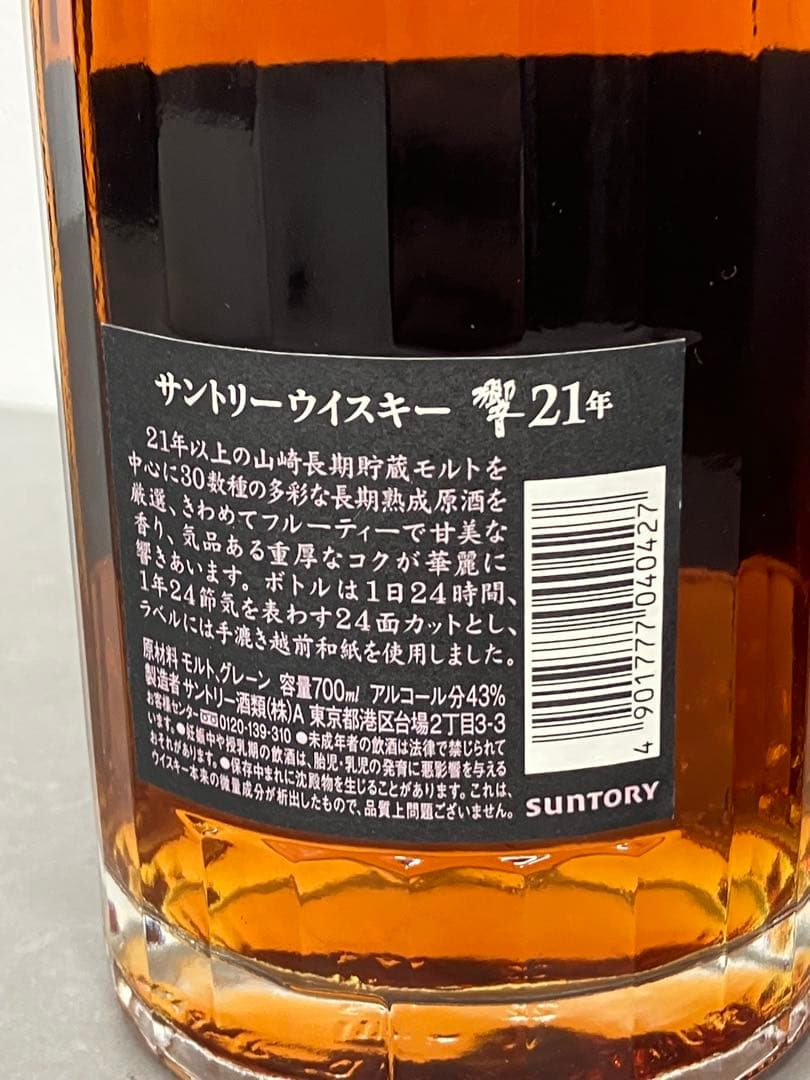 サントリーウイスキー 響21年
21年以上の山崎長期貯蔵モルトを
中心に30数種の多彩な長期熟成原酒を
厳選、きわめてフルーティーで甘美な
香り、気品ある重厚なコクが華麗に
響きあいます。ボトルは1日24時間、
1年24節気を表わす24面カットとし、
ラベルには手漉き越前和紙を使用しました。
原材料 モルト、グレーン 容量700ml アルコール分43%
製造者 サントリー酒類(株)A 東京都港区台場2丁目3-3
お客様センター 0120-139-310 ●未成年者の飲酒は法律で禁じられて
います。●妊娠中や授乳期の飲酒は、胎児・乳児の発育に悪影響を与える
おそれがあります。●保存中まれに沈殿物を生じることがあります。これは、
ウイスキー本来の微量成分が析出したもので、品質上問題ございません。
4 901777 040427
SUNTORY